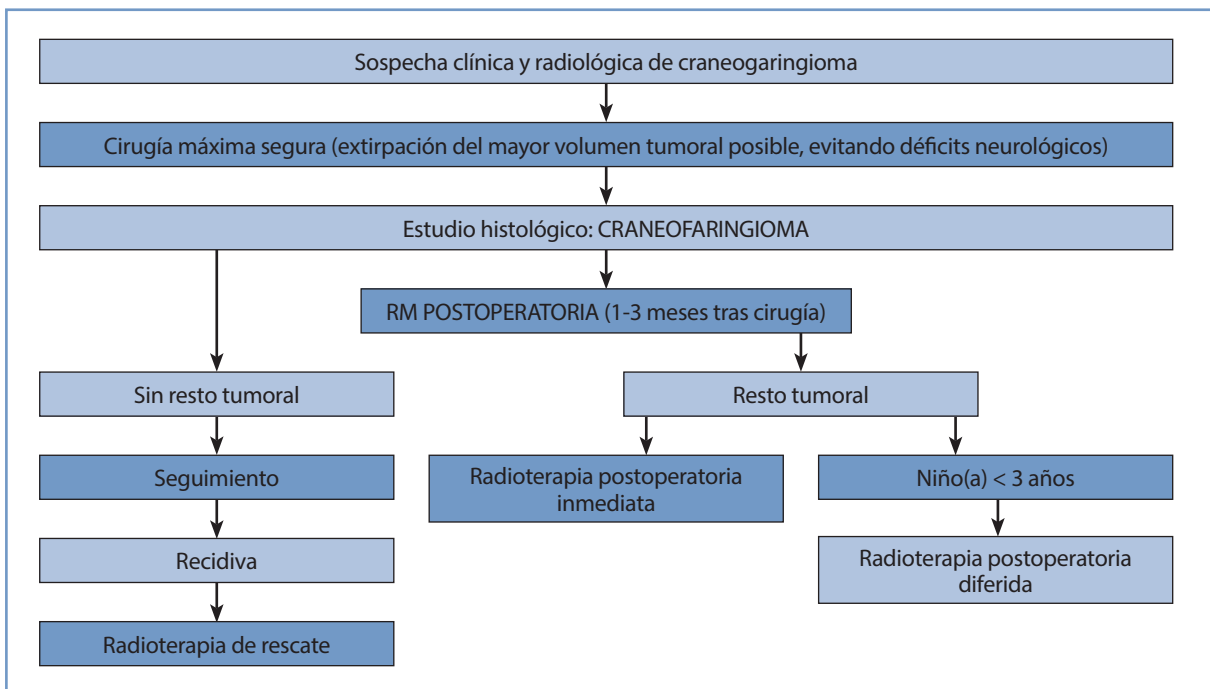 Sospecha clínica y radiológica de craneogaringioma
Cirugía máxima segura (extirpación del mayor volumen tumoral posible, evitando déficits neurológicos)
Estudio histológico: CRANEOFARINGIOMA
RM POSTOPERATORIA (1-3 meses tras cirugía)
Sin resto tumoral
Resto tumoral
Seguimiento
Radioterapia postoperatoria
inmediata
Niño(a) < 3 años
Recidiva
Radioterapia postoperatoria
diferida
Radioterapia de rescate